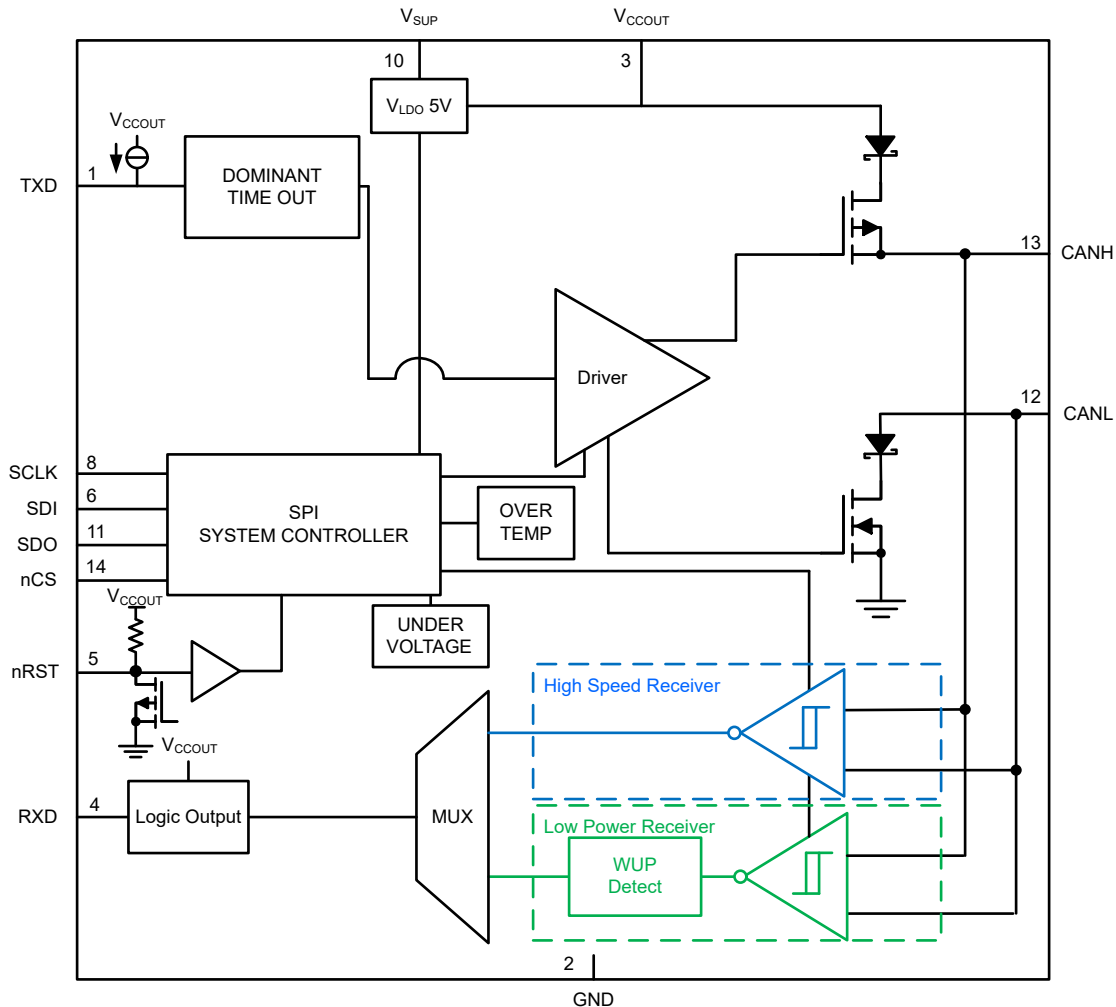 VSUP
VCCOUT
10
3
VLDO 5V
VCCOUT
TXD
1
DOMINANT
TIME OUT
13
CANH
Driver
12
CANL
SCLK
8
SDI
6
SDO
11
nCS
14
SPI
SYSTEM CONTROLLER
OVER
TEMP
VCCOUT
UNDER
VOLTAGE
nRST
5
High Speed Receiver
VCCOUT
RXD
4
Logic Output
MUX
Low Power Receiver
WUP
Detect
2
GND